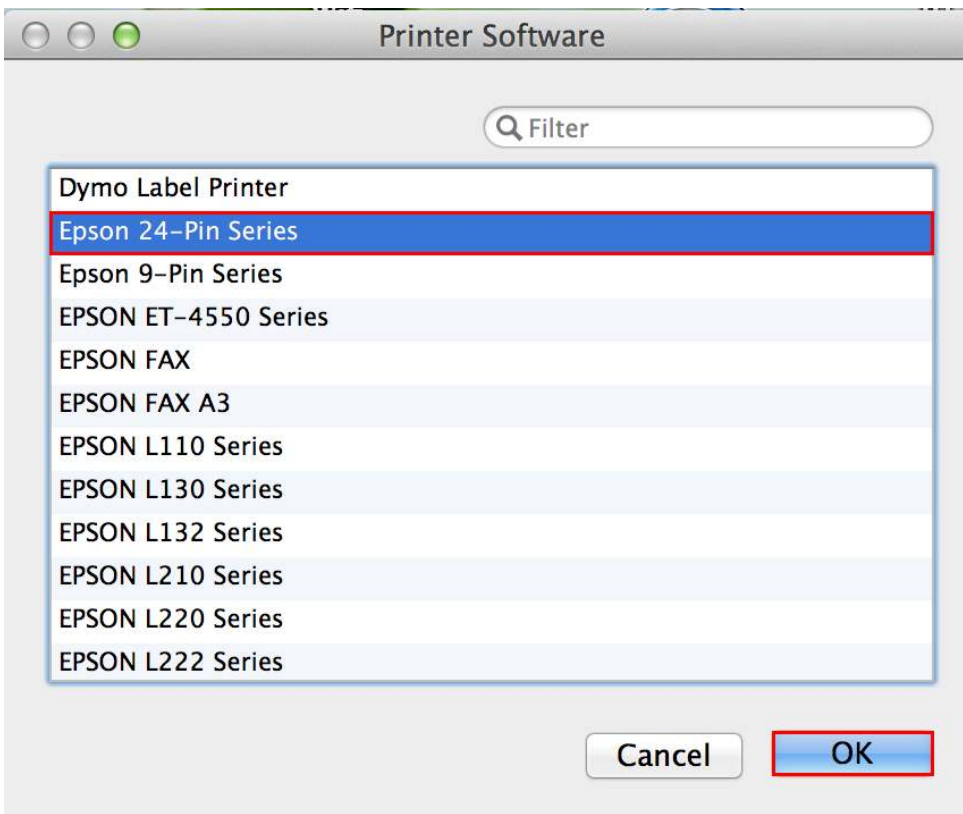 Printer Software
Filter
Dymo Label Printer
Epson 24-Pin Series
Epson 9-Pin Series
EPSON ET-4550 Series
EPSON FAX
EPSON FAX A3
EPSON L110 Series
EPSON L130 Series
EPSON L132 Series
EPSON L210 Series
EPSON L220 Series
EPSON L222 Series
Cancel OK